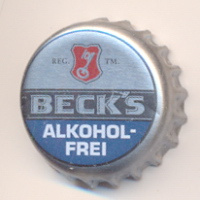 REG. TM.
BECK'S
ALKOHOL-
FREI